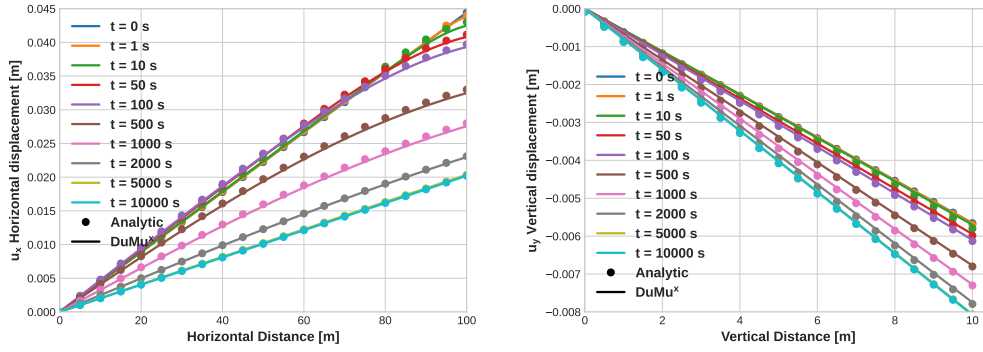 0.045
0.040
0.035
0.030
0.025
0.020
0.015
0.010
0.005
0.000
uₓ Horizontal displacement [m]
t = 0 s
t = 1 s
t = 10 s
t = 50 s
t = 100 s
t = 500 s
t = 1000 s
t = 2000 s
t = 5000 s
t = 10000 s
Analytic
DuMuˣ
0 20 40 60 80 100
Horizontal Distance [m]
0.000
−0.001
−0.002
−0.003
−0.004
−0.005
−0.006
−0.007
−0.008
u_y Vertical displacement [m]
t = 0 s
t = 1 s
t = 10 s
t = 50 s
t = 100 s
t = 500 s
t = 1000 s
t = 2000 s
t = 5000 s
t = 10000 s
Analytic
DuMuˣ
0 2 4 6 8 10
Vertical Distance [m]